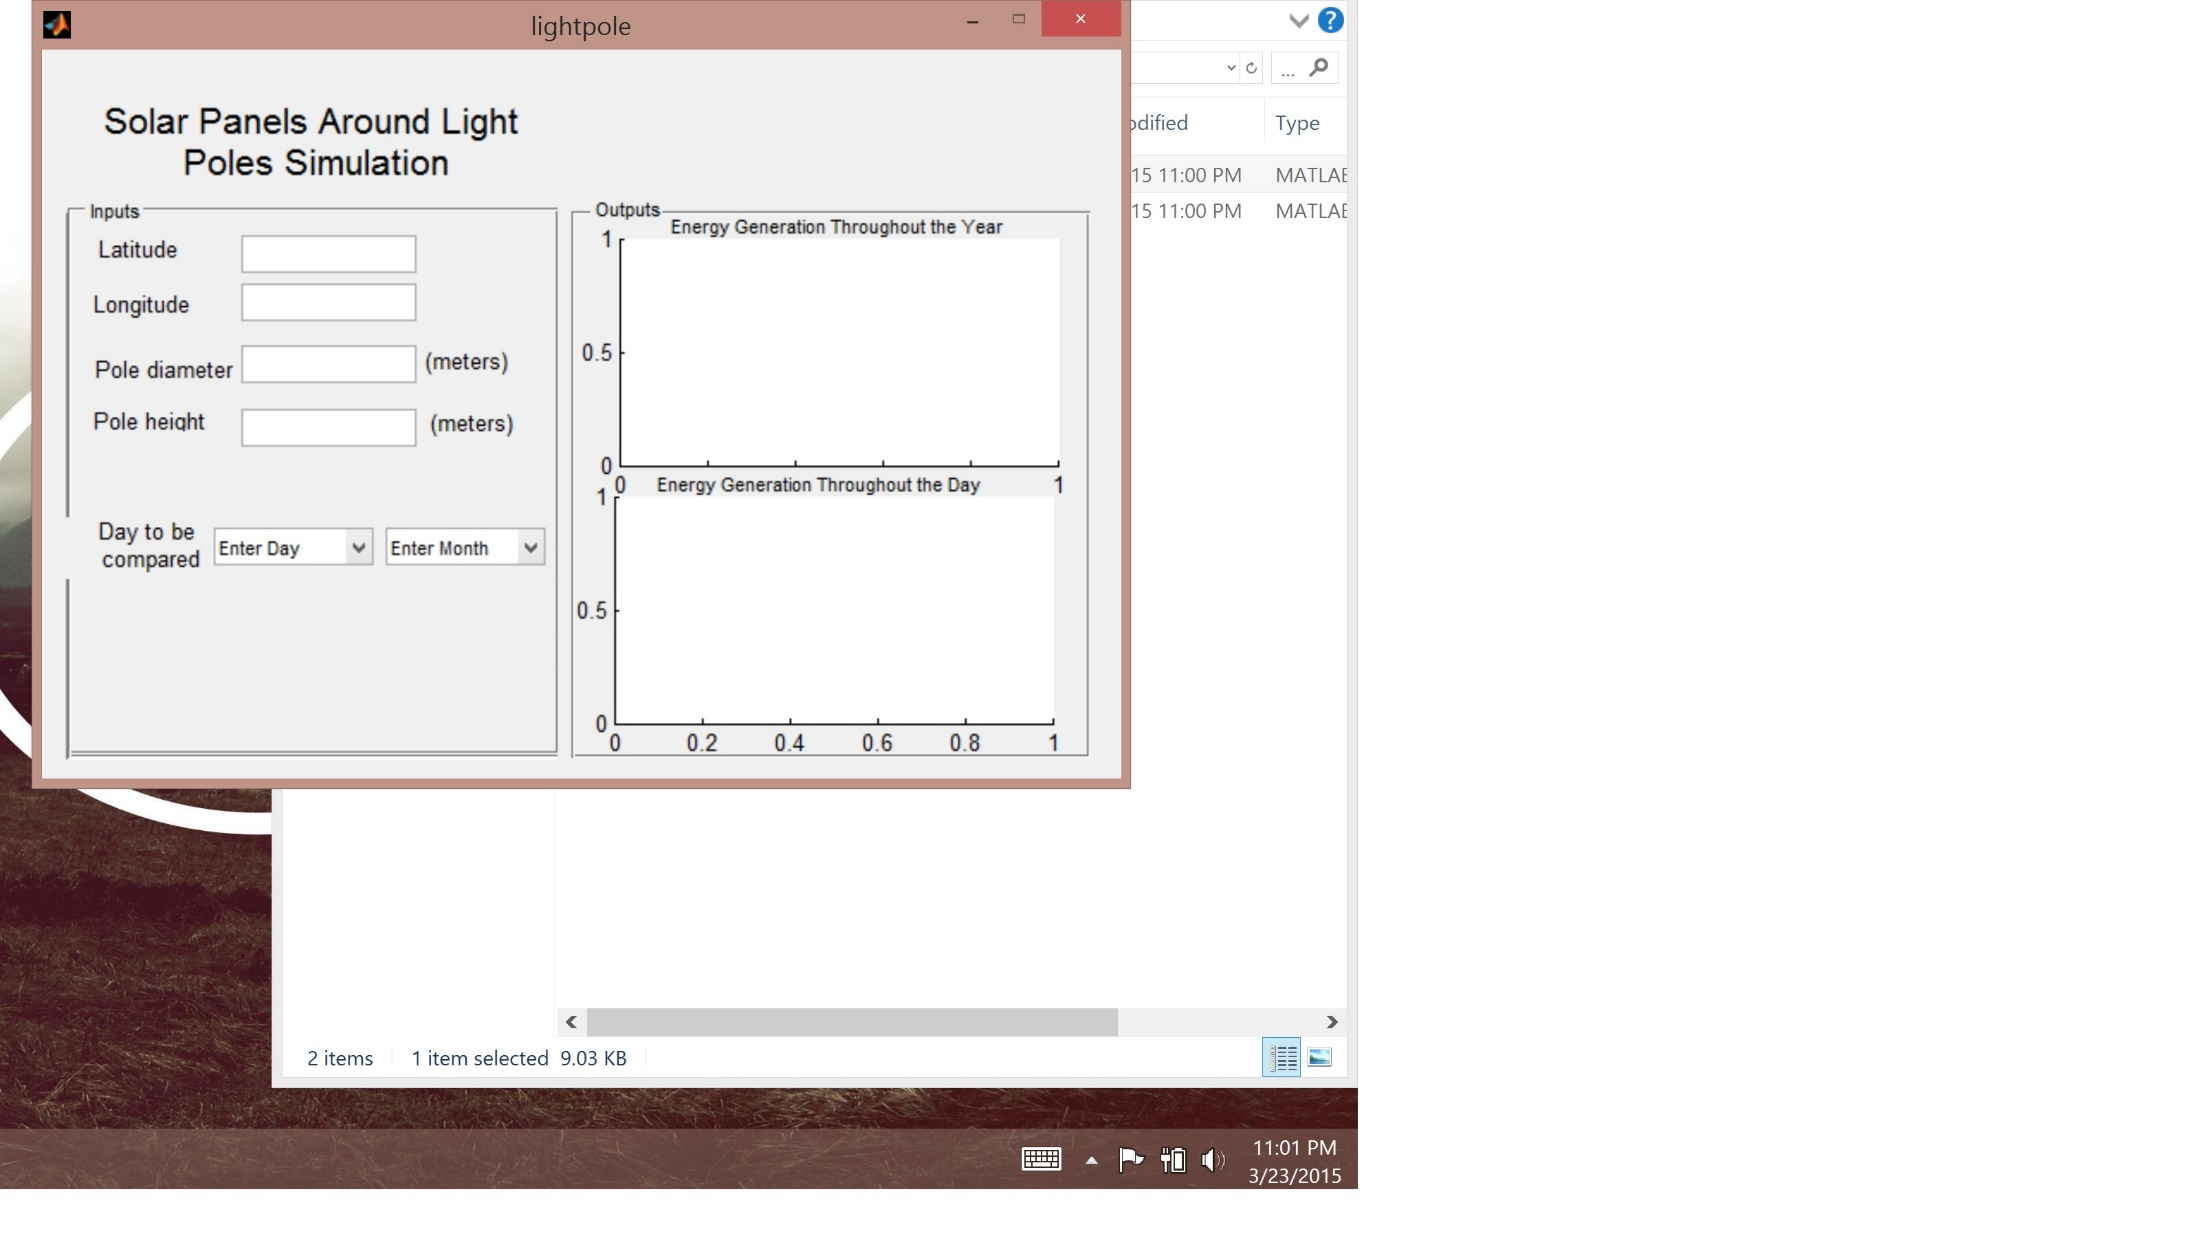 lightpole
Solar Panels Around Light
Poles Simulation
Inputs
Latitude
Longitude
Pole diameter (meters)
Pole height (meters)
Day to be
compared
Enter Day
Enter Month
Outputs
Energy Generation Throughout the Year
1
0.5
0
0 1
Energy Generation Throughout the Day
1
0.5
0
0 0.2 0.4 0.6 0.8 1
?
...
odified Type
15 11:00 PM MATLAB
15 11:00 PM MATLAB
2 items 1 item selected 9.03 KB
11:01 PM
3/23/2015